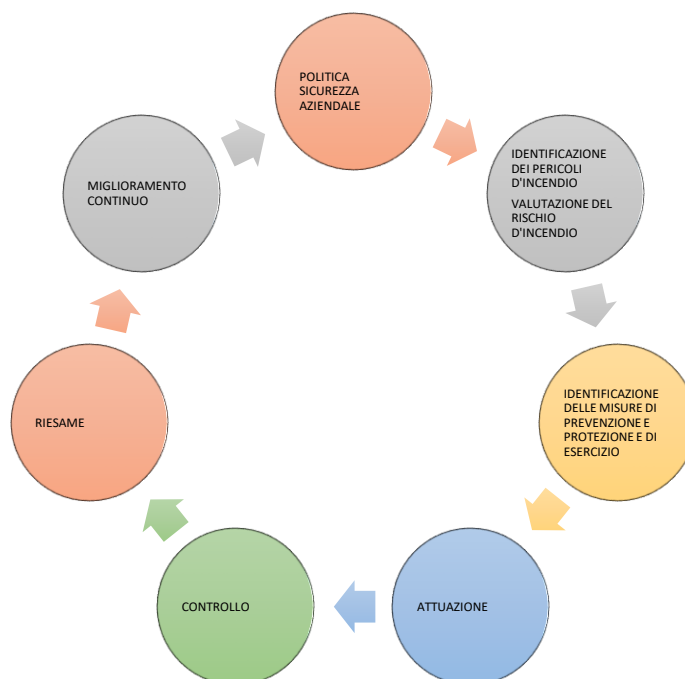 POLITICA
SICUREZZA
AZIENDALE
IDENTIFICAZIONE
DEI PERICOLI
D'INCENDIO
VALUTAZIONE DEL
RISCHIO
D'INCENDIO
IDENTIFICAZIONE
DELLE MISURE DI
PREVENZIONE E
PROTEZIONE E DI
ESERCIZIO
ATTUAZIONE
CONTROLLO
RIESAME
MIGLIORAMENTO
CONTINUO